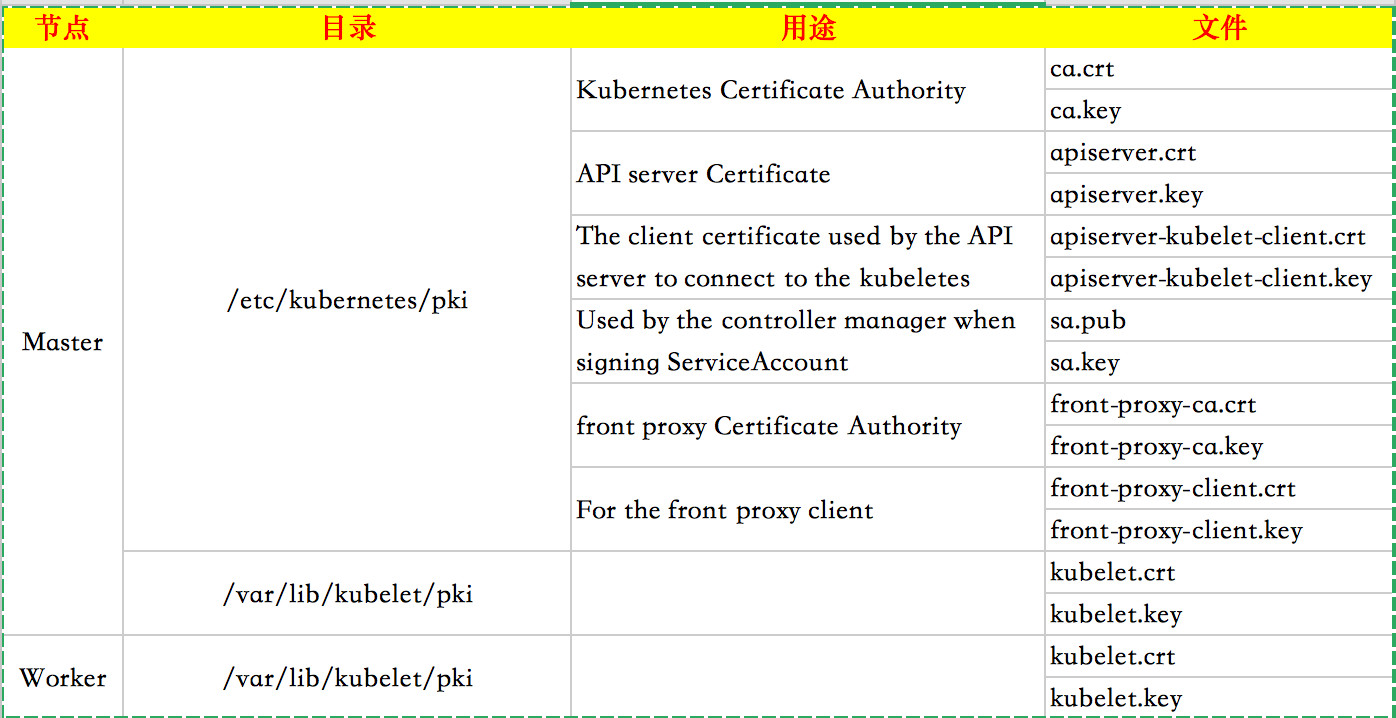 节点 目录 用途 文件
Master
/etc/kubernetes/pki
Kubernetes Certificate Authority
ca.crt
ca.key
API server Certificate
apiserver.crt
apiserver.key
The client certificate used by the API
server to connect to the kubeletes
apiserver-kubelet-client.crt
apiserver-kubelet-client.key
Used by the controller manager when
signing ServiceAccount
sa.pub
sa.key
front proxy Certificate Authority
front-proxy-ca.crt
front-proxy-ca.key
For the front proxy client
front-proxy-client.crt
front-proxy-client.key
/var/lib/kubelet/pki
kubelet.crt
kubelet.key
Worker
/var/lib/kubelet/pki
kubelet.crt
kubelet.key